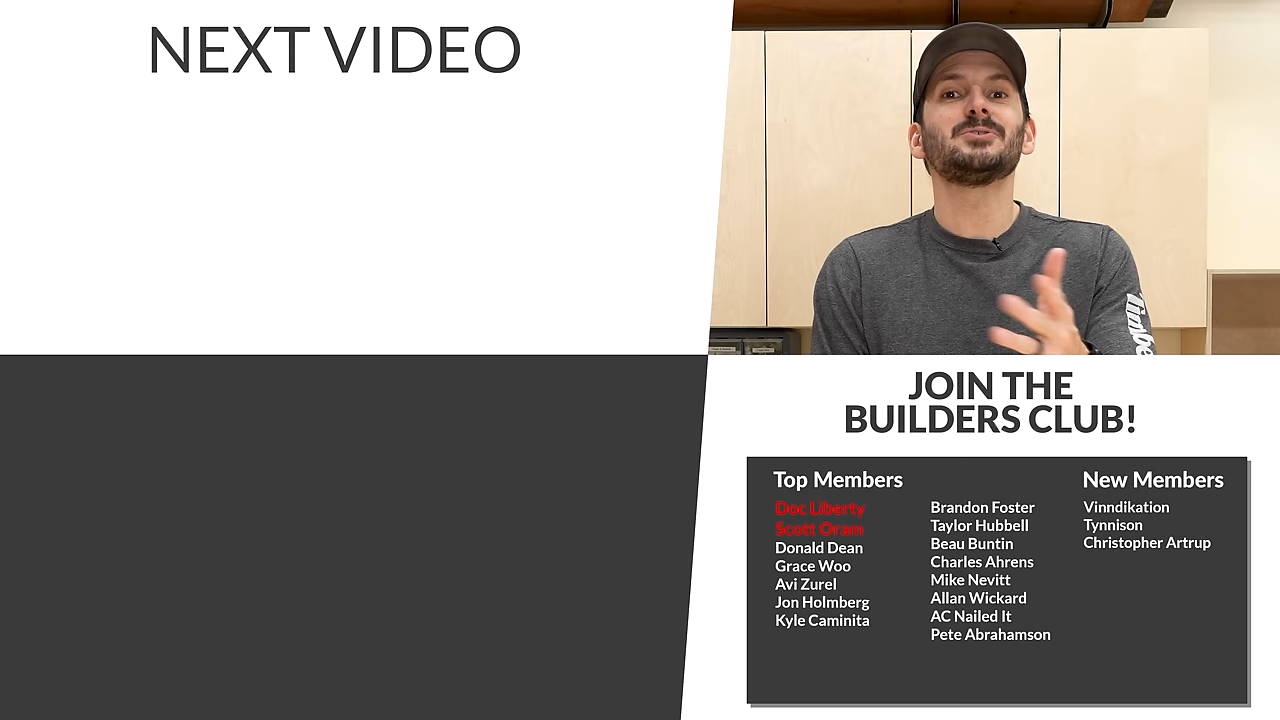 NEXT VIDEO
JOIN THE
BUILDERS CLUB!
Top Members
Doc Liberty
Scott Oram
Donald Dean
Grace Woo
Avi Zurel
Jon Holmberg
Kyle Caminita
Brandon Foster
Taylor Hubbell
Beau Buntin
Charles Ahrens
Mike Nevitt
Allan Wickard
AC Nailed It
Pete Abrahamson
New Members
Vinndikation
Tynnison
Christopher Artrup